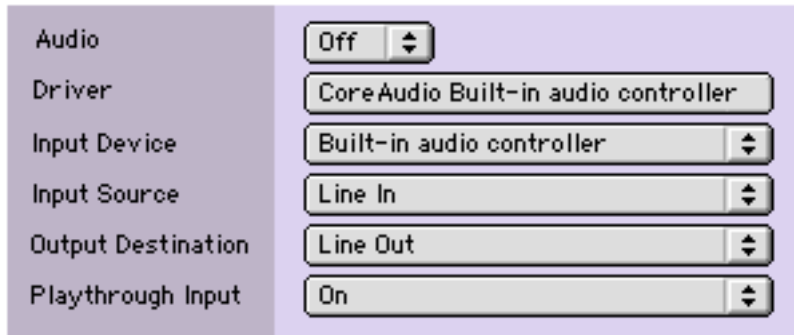 Audio Off
Driver CoreAudio Built-in audio controller
Input Device Built-in audio controller
Input Source Line In
Output Destination Line Out
Playthrough Input On